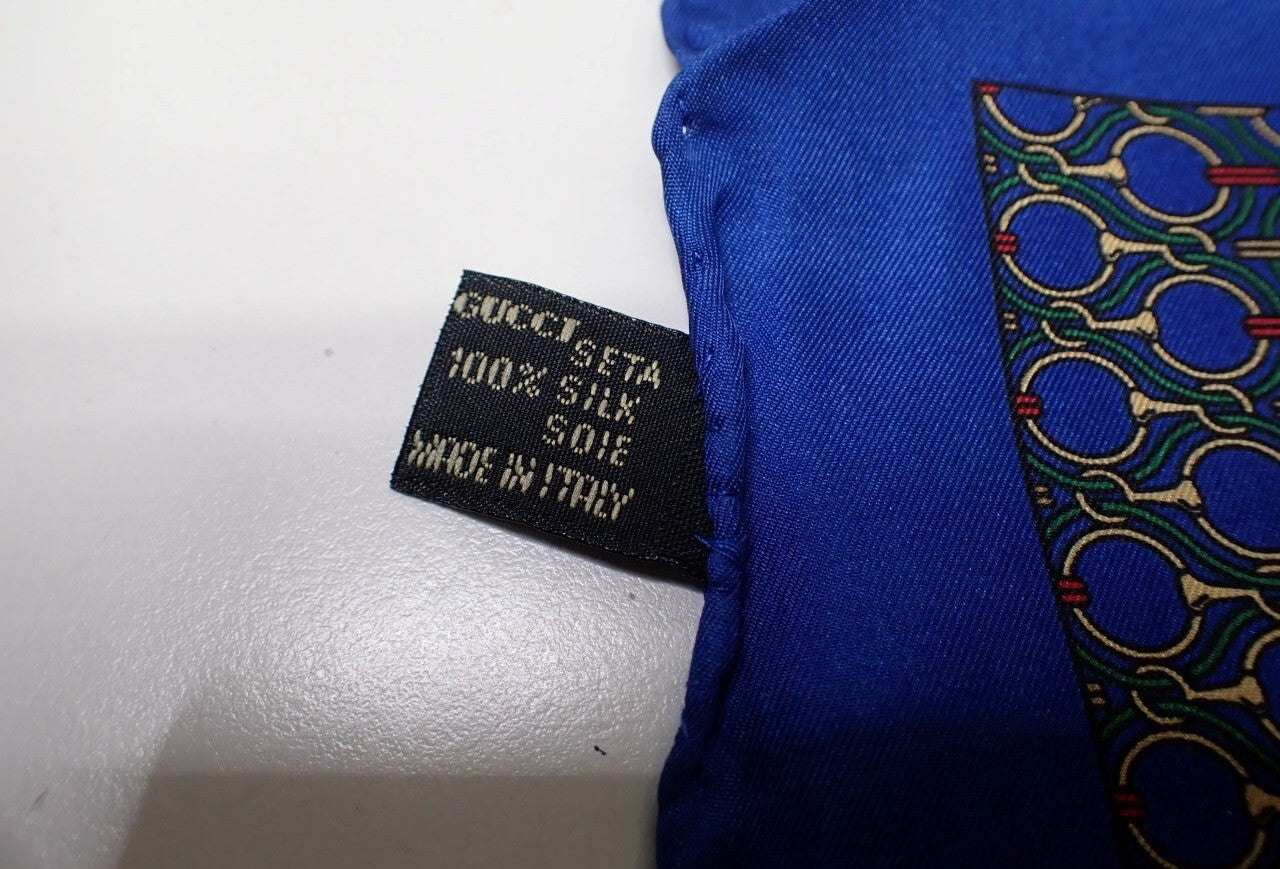 GUCCI
SETA
100% SILK
SOIE
MADE IN ITALY